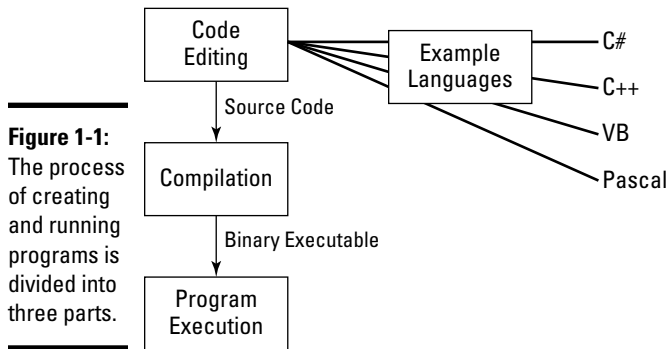 Code
Editing
Example
Languages
C#
C++
VB
Pascal
Source Code
Compilation
Binary Executable
Program
Execution
Figure 1-1:
The process
of creating
and running
programs is
divided into
three parts.